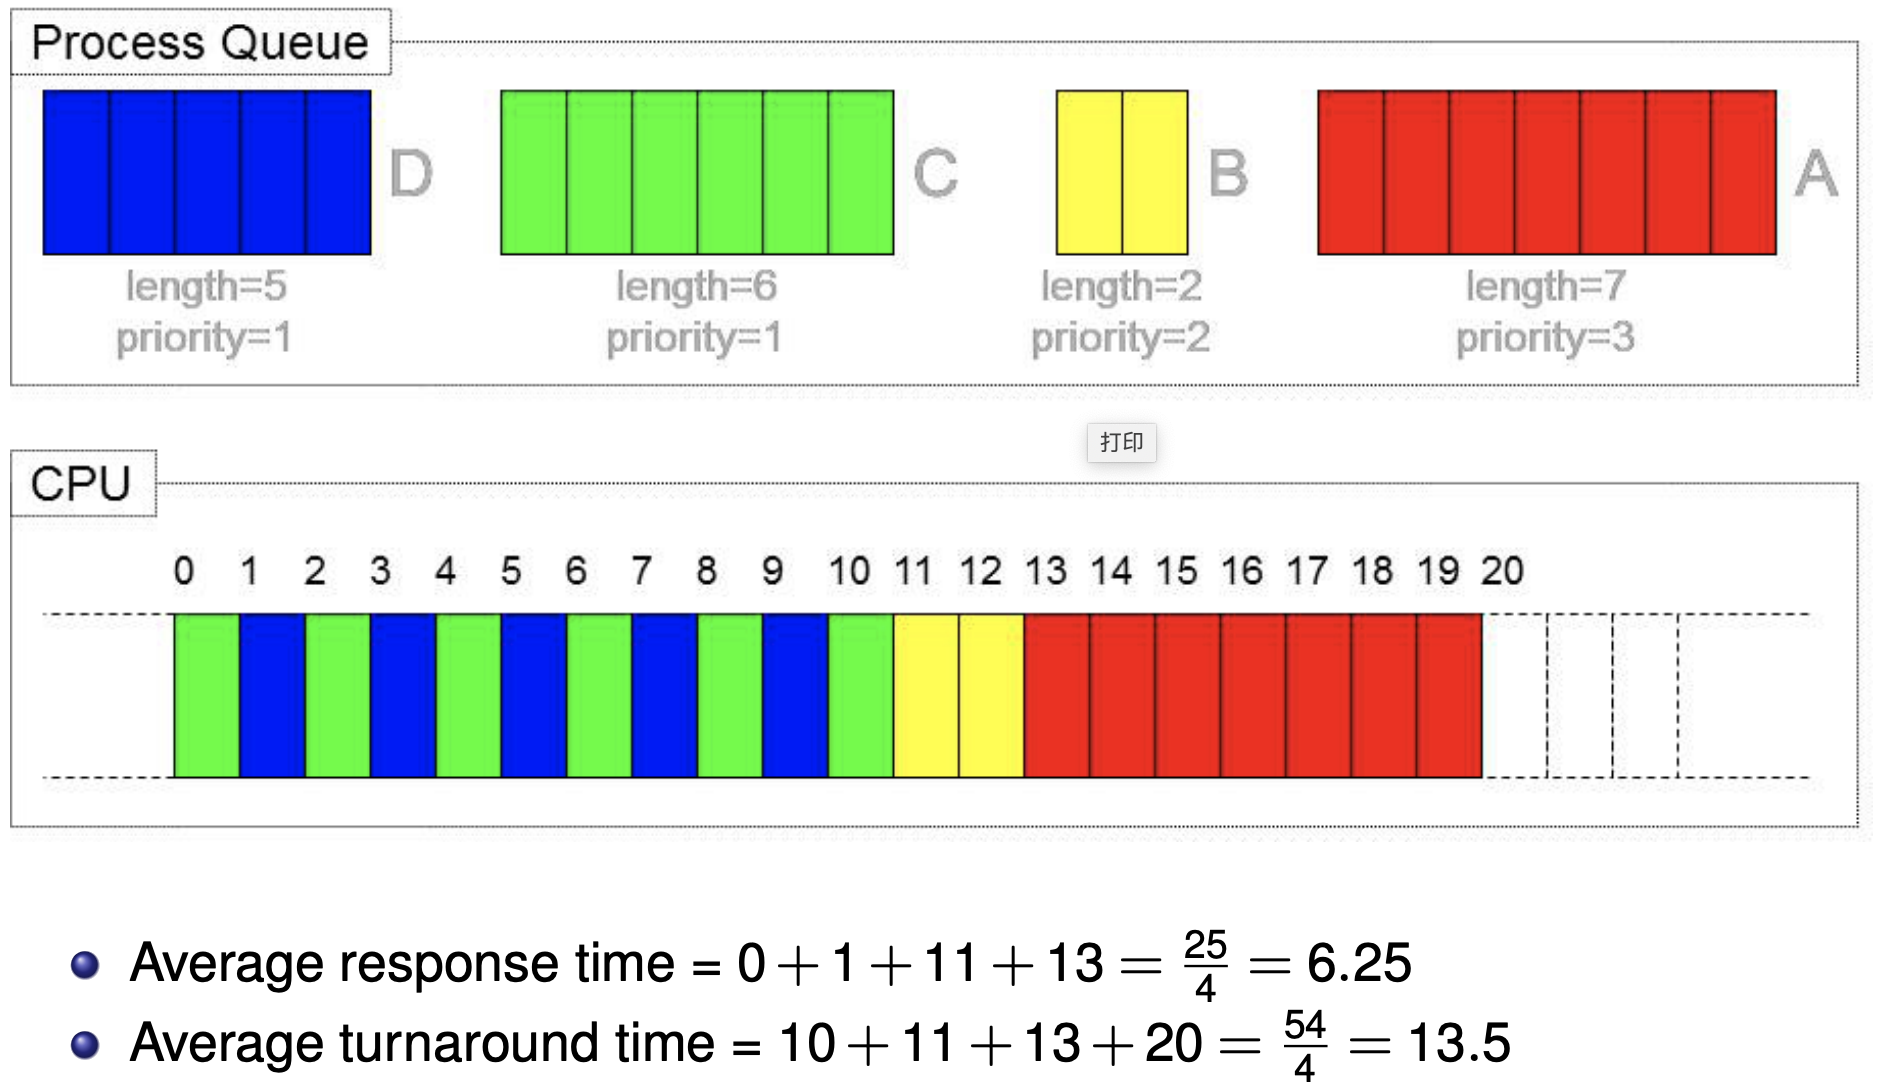 Process Queue
D
C
B
A
length=5
length=6
length=2
length=7
priority=1
priority=1
priority=2
priority=3
打印
CPU
0 1 2 3 4 5 6 7 8 9 10 11 12 13 14 15 16 17 18 19 20
Average response time = 0 + 1 + 11 + 13 = 25/4 = 6.25
Average turnaround time = 10 + 11 + 13 + 20 = 54/4 = 13.5